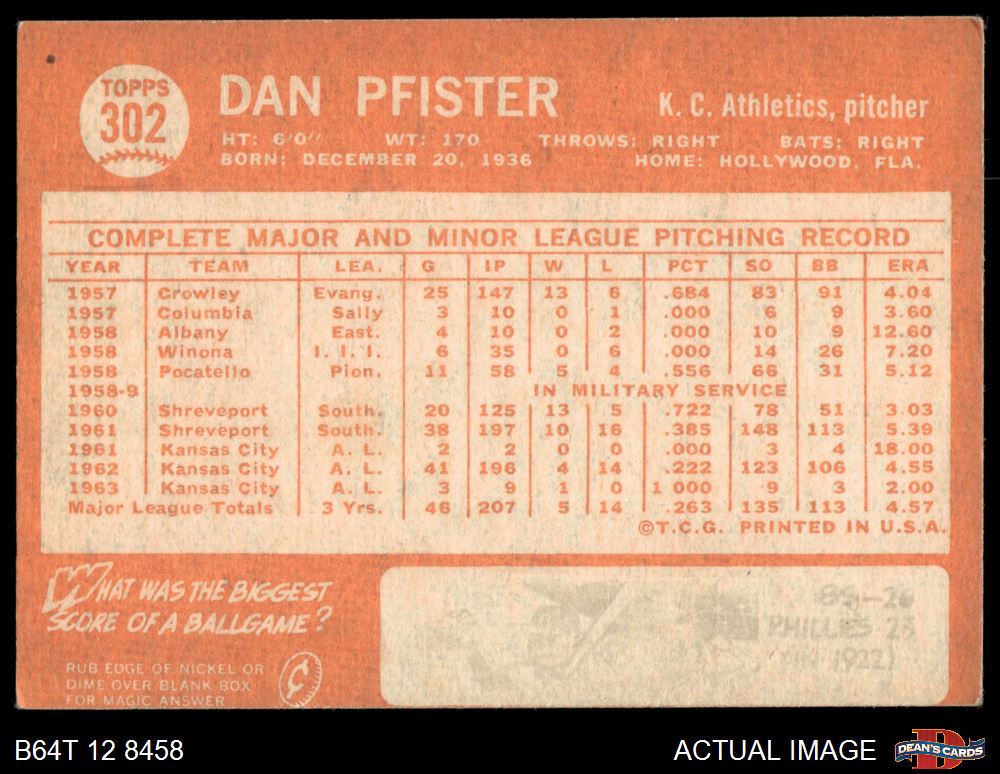 TOPPS
302
DAN PFISTER
K. C. Athletics, pitcher
HT: 6'0" WT: 170 THROWS: RIGHT BATS: RIGHT
BORN: DECEMBER 20, 1936 HOME: HOLLYWOOD, FLA.
COMPLETE MAJOR AND MINOR LEAGUE PITCHING RECORD
YEAR TEAM LEA. G IP W L PCT SO BB ERA
1957 Crowley Evang. 25 147 13 6 .684 83 91 4.04
1957 Columbia Sally 3 10 0 1 .000 6 9 3.60
1958 Albany East. 4 10 0 2 .000 10 9 12.60
1958 Winona I. I. I. 6 35 0 6 .000 14 26 7.20
1958 Pocatello Pion. 11 58 5 4 .556 66 31 5.12
1958-9 IN MILITARY SERVICE
1960 Shreveport South. 20 125 13 5 .722 78 51 3.03
1961 Shreveport South. 38 197 10 16 .385 148 113 5.39
1961 Kansas City A. L. 2 2 0 0 .000 3 4 18.00
1962 Kansas City A. L. 41 196 4 14 .222 123 106 4.55
1963 Kansas City A. L. 3 9 1 0 1 000 9 3 2.00
Major League Totals 3 Yrs. 46 207 5 14 .263 135 113 4.57
©T.C.G. PRINTED IN U.S.A.
WHAT WAS THE BIGGEST
SCORE OF A BALLGAME?
RUB EDGE OF NICKEL OR
DIME OVER BLANK BOX
FOR MAGIC ANSWER
¢
PHILLIES 23
1922)
B64T 12 8458
ACTUAL IMAGE
D
DEAN'S CARDS